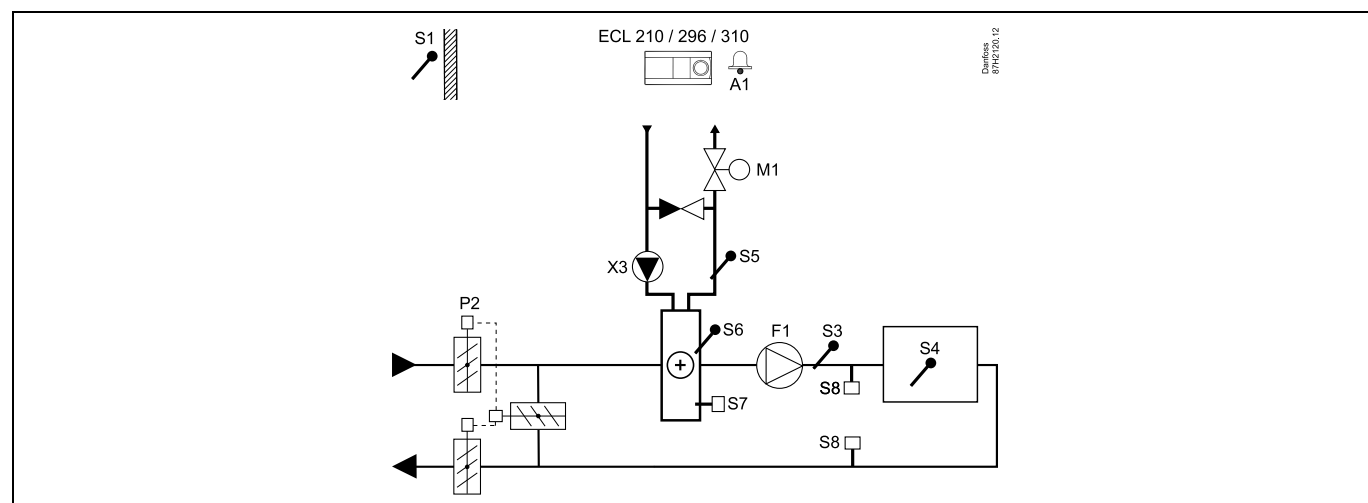 S1
ECL 210 / 296 / 310
A1
Danfoss
87H2120.12
M1
X3
S5
P2
S6
F1
S3
S4
S8
S7
S8